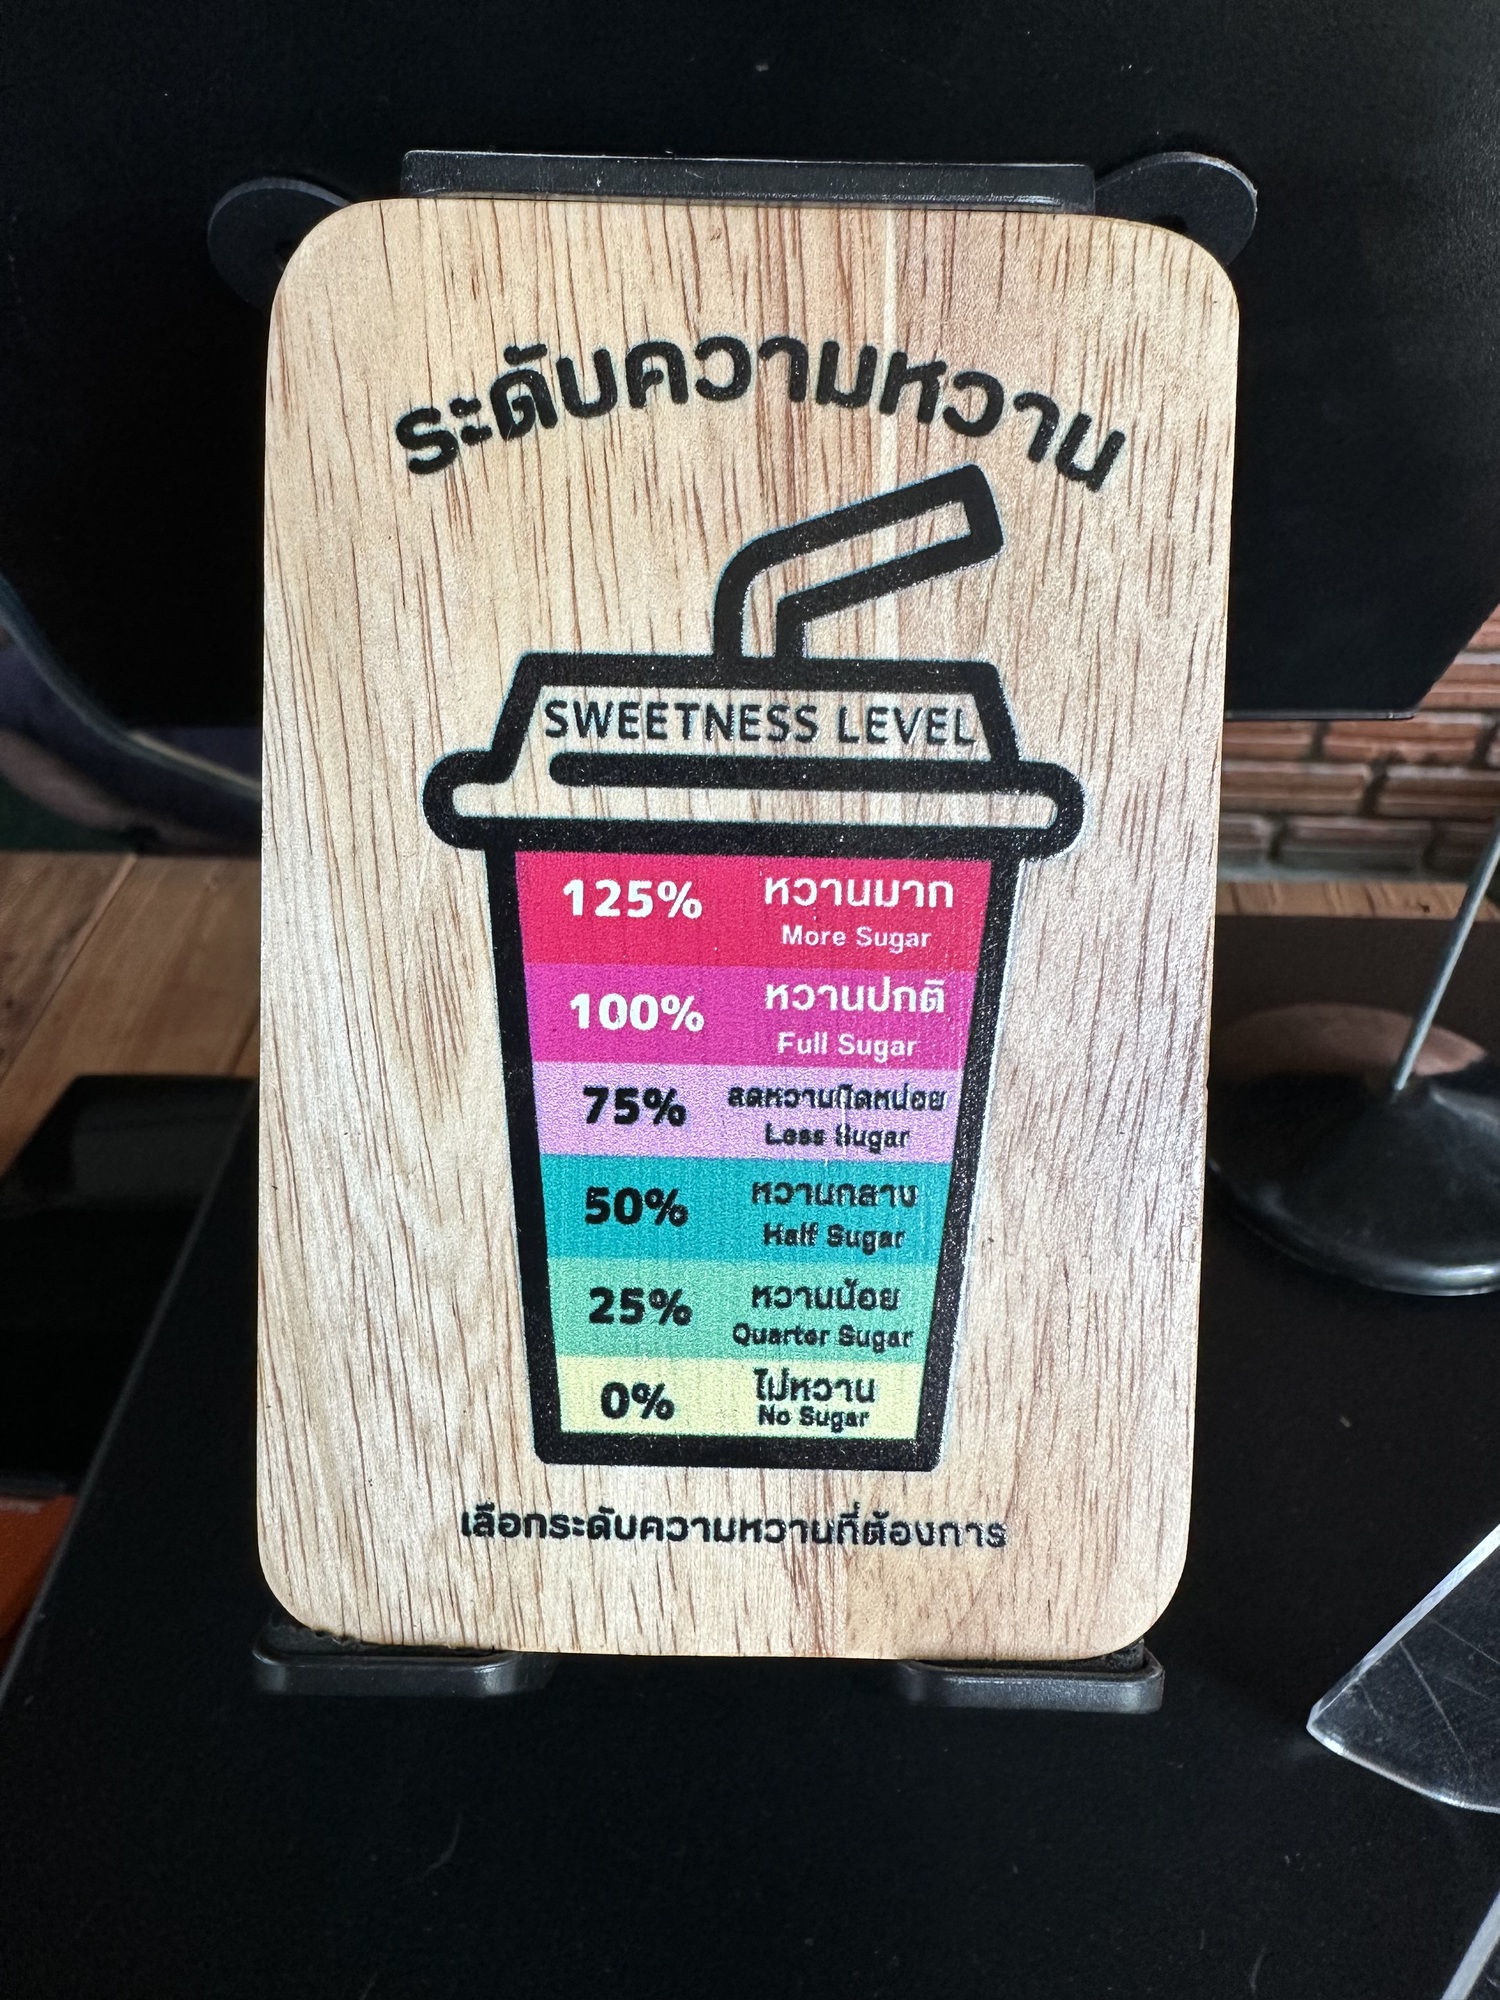 ระดับความหวาน
SWEETNESS LEVEL
125% หวานมาก
More Sugar
100% หวานปกติ
Full Sugar
75% ลดหวานนิดหน่อย
Less Sugar
50% หวานกลาง
Half Sugar
25% หวานน้อย
Quarter Sugar
0% ไม่หวาน
No Sugar
เลือกระดับความหวานที่ต้องการ